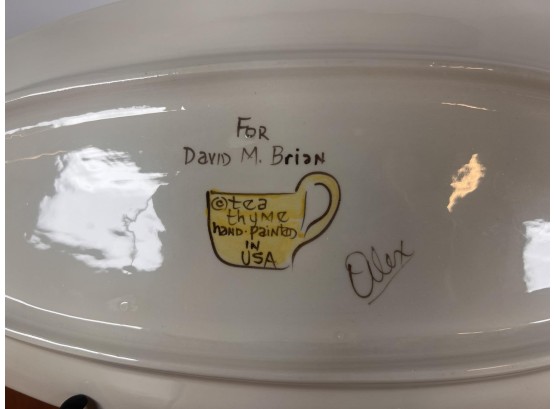 FOR
DAVID M. BriaN
©tea
thyme
hand·Painted
IN
USA
Alex